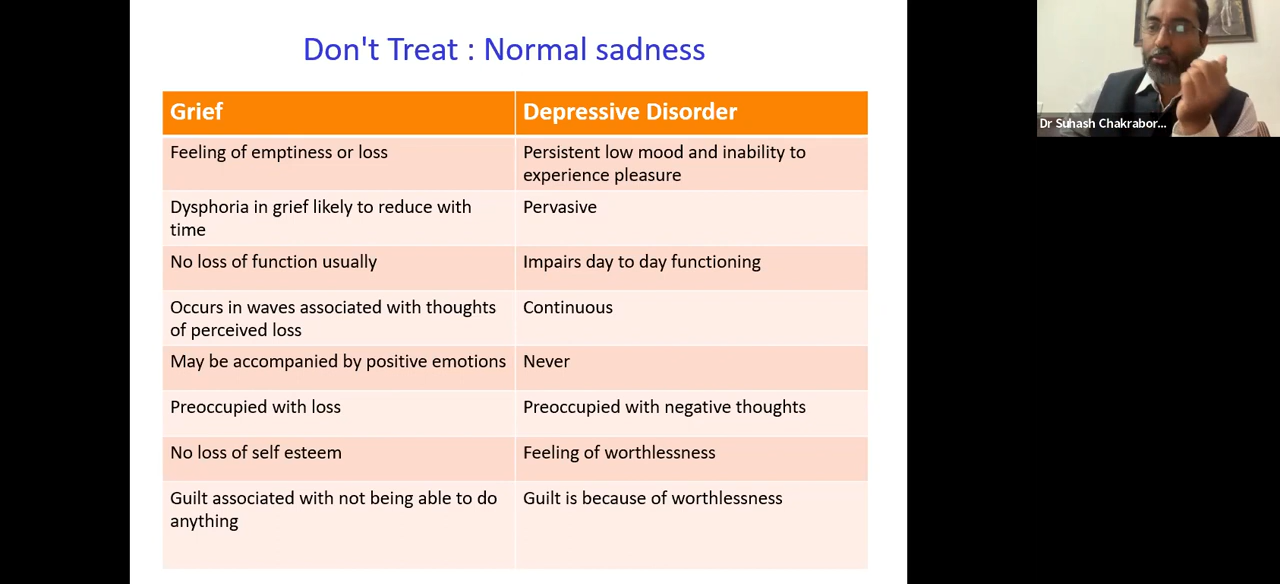 Don't Treat : Normal sadness
Grief
Depressive Disorder
Feeling of emptiness or loss
Persistent low mood and inability to
experience pleasure
Dysphoria in grief likely to reduce with
time
Pervasive
No loss of function usually
Impairs day to day functioning
Occurs in waves associated with thoughts
of perceived loss
Continuous
May be accompanied by positive emotions
Never
Preoccupied with loss
Preoccupied with negative thoughts
No loss of self esteem
Feeling of worthlessness
Guilt associated with not being able to do
anything
Guilt is because of worthlessness
Dr Suhash Chakrabor...